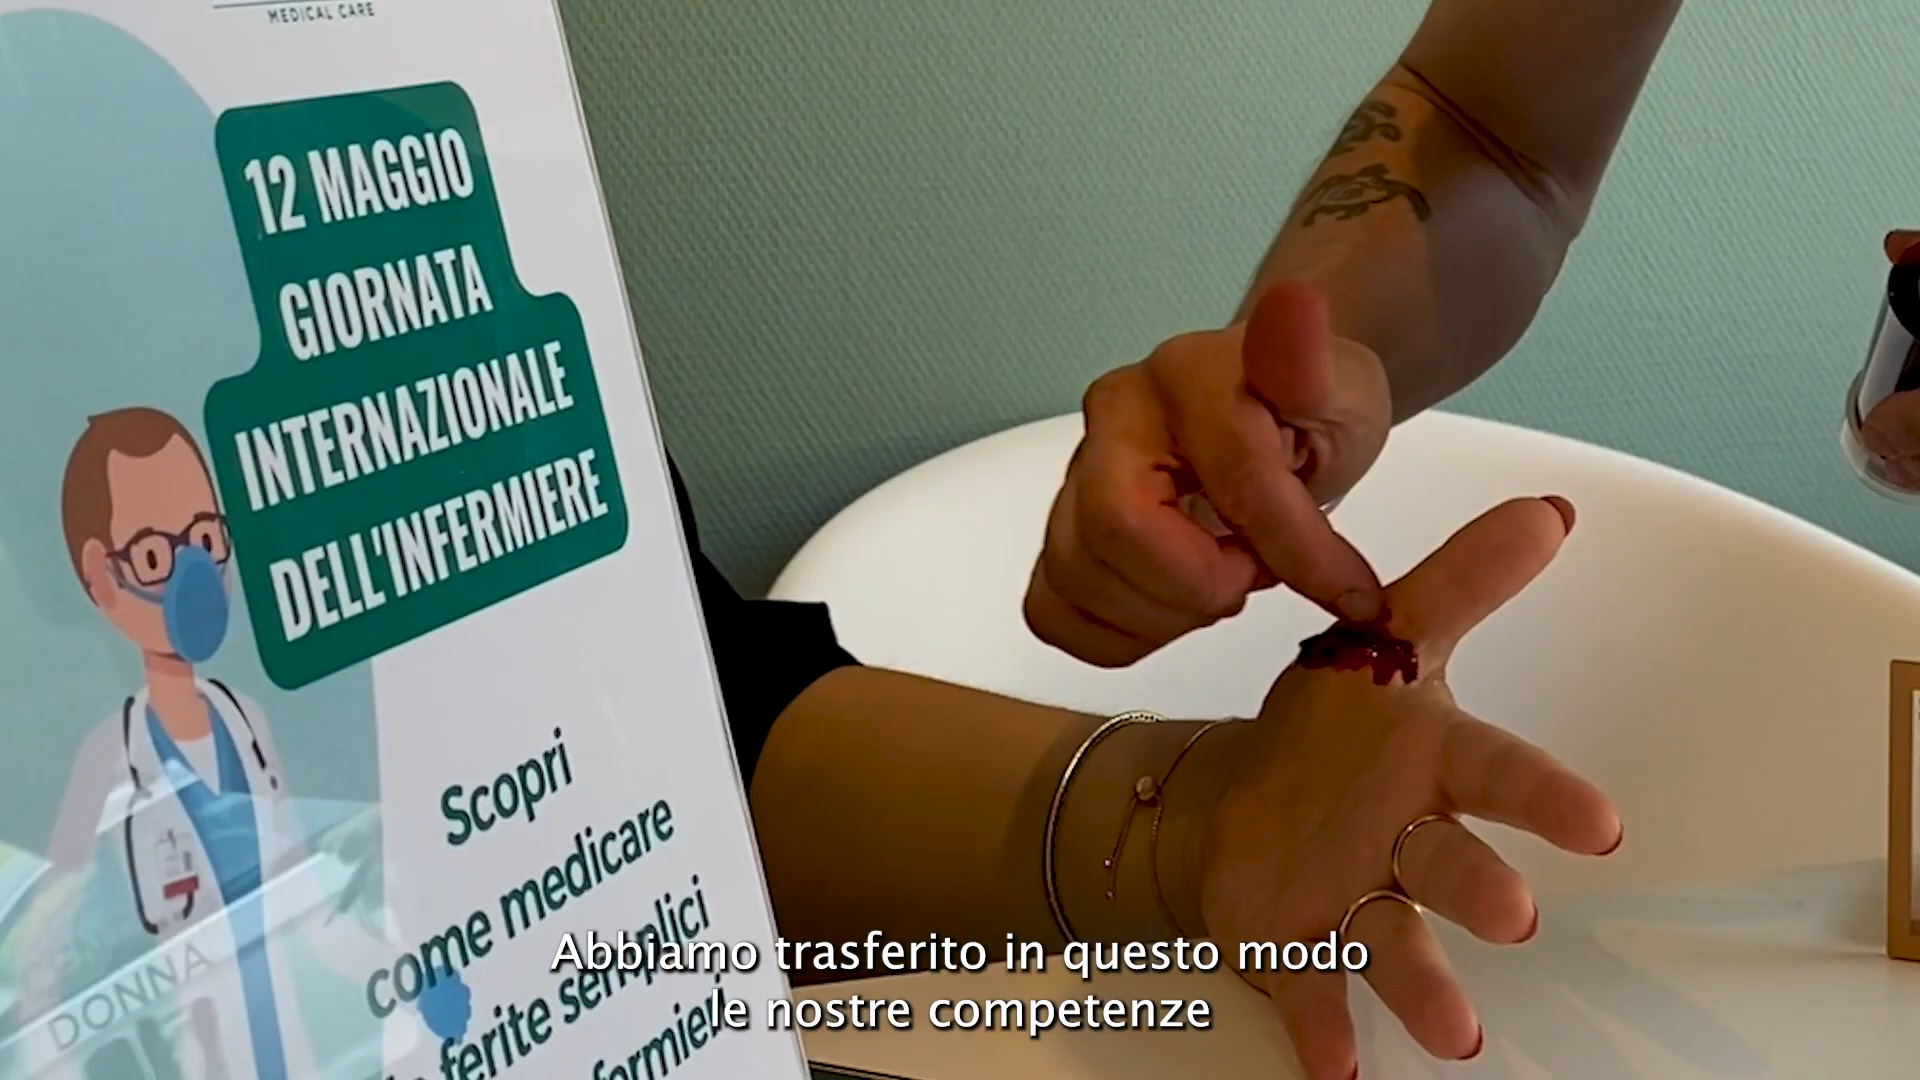 MEDICAL CARE
12 MAGGIO
GIORNATA
INTERNAZIONALE
DELL'INFERMIERE
Scopri
come medicare
ferite semplici
DONNA
Abbiamo trasferito in questo modo
le nostre competenze